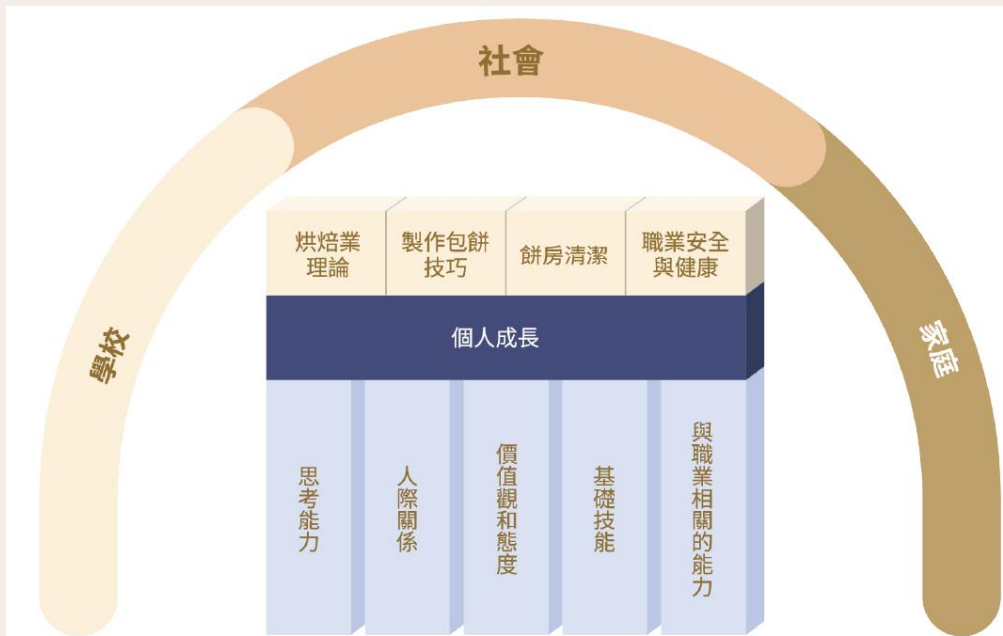 社會
學校
家庭
烘焙業
理論
製作包餅
技巧
餅房清潔
職業安全
與健康
個人成長
思考能力
人際關係
價值觀和態度
基礎技能
與職業相關的能力